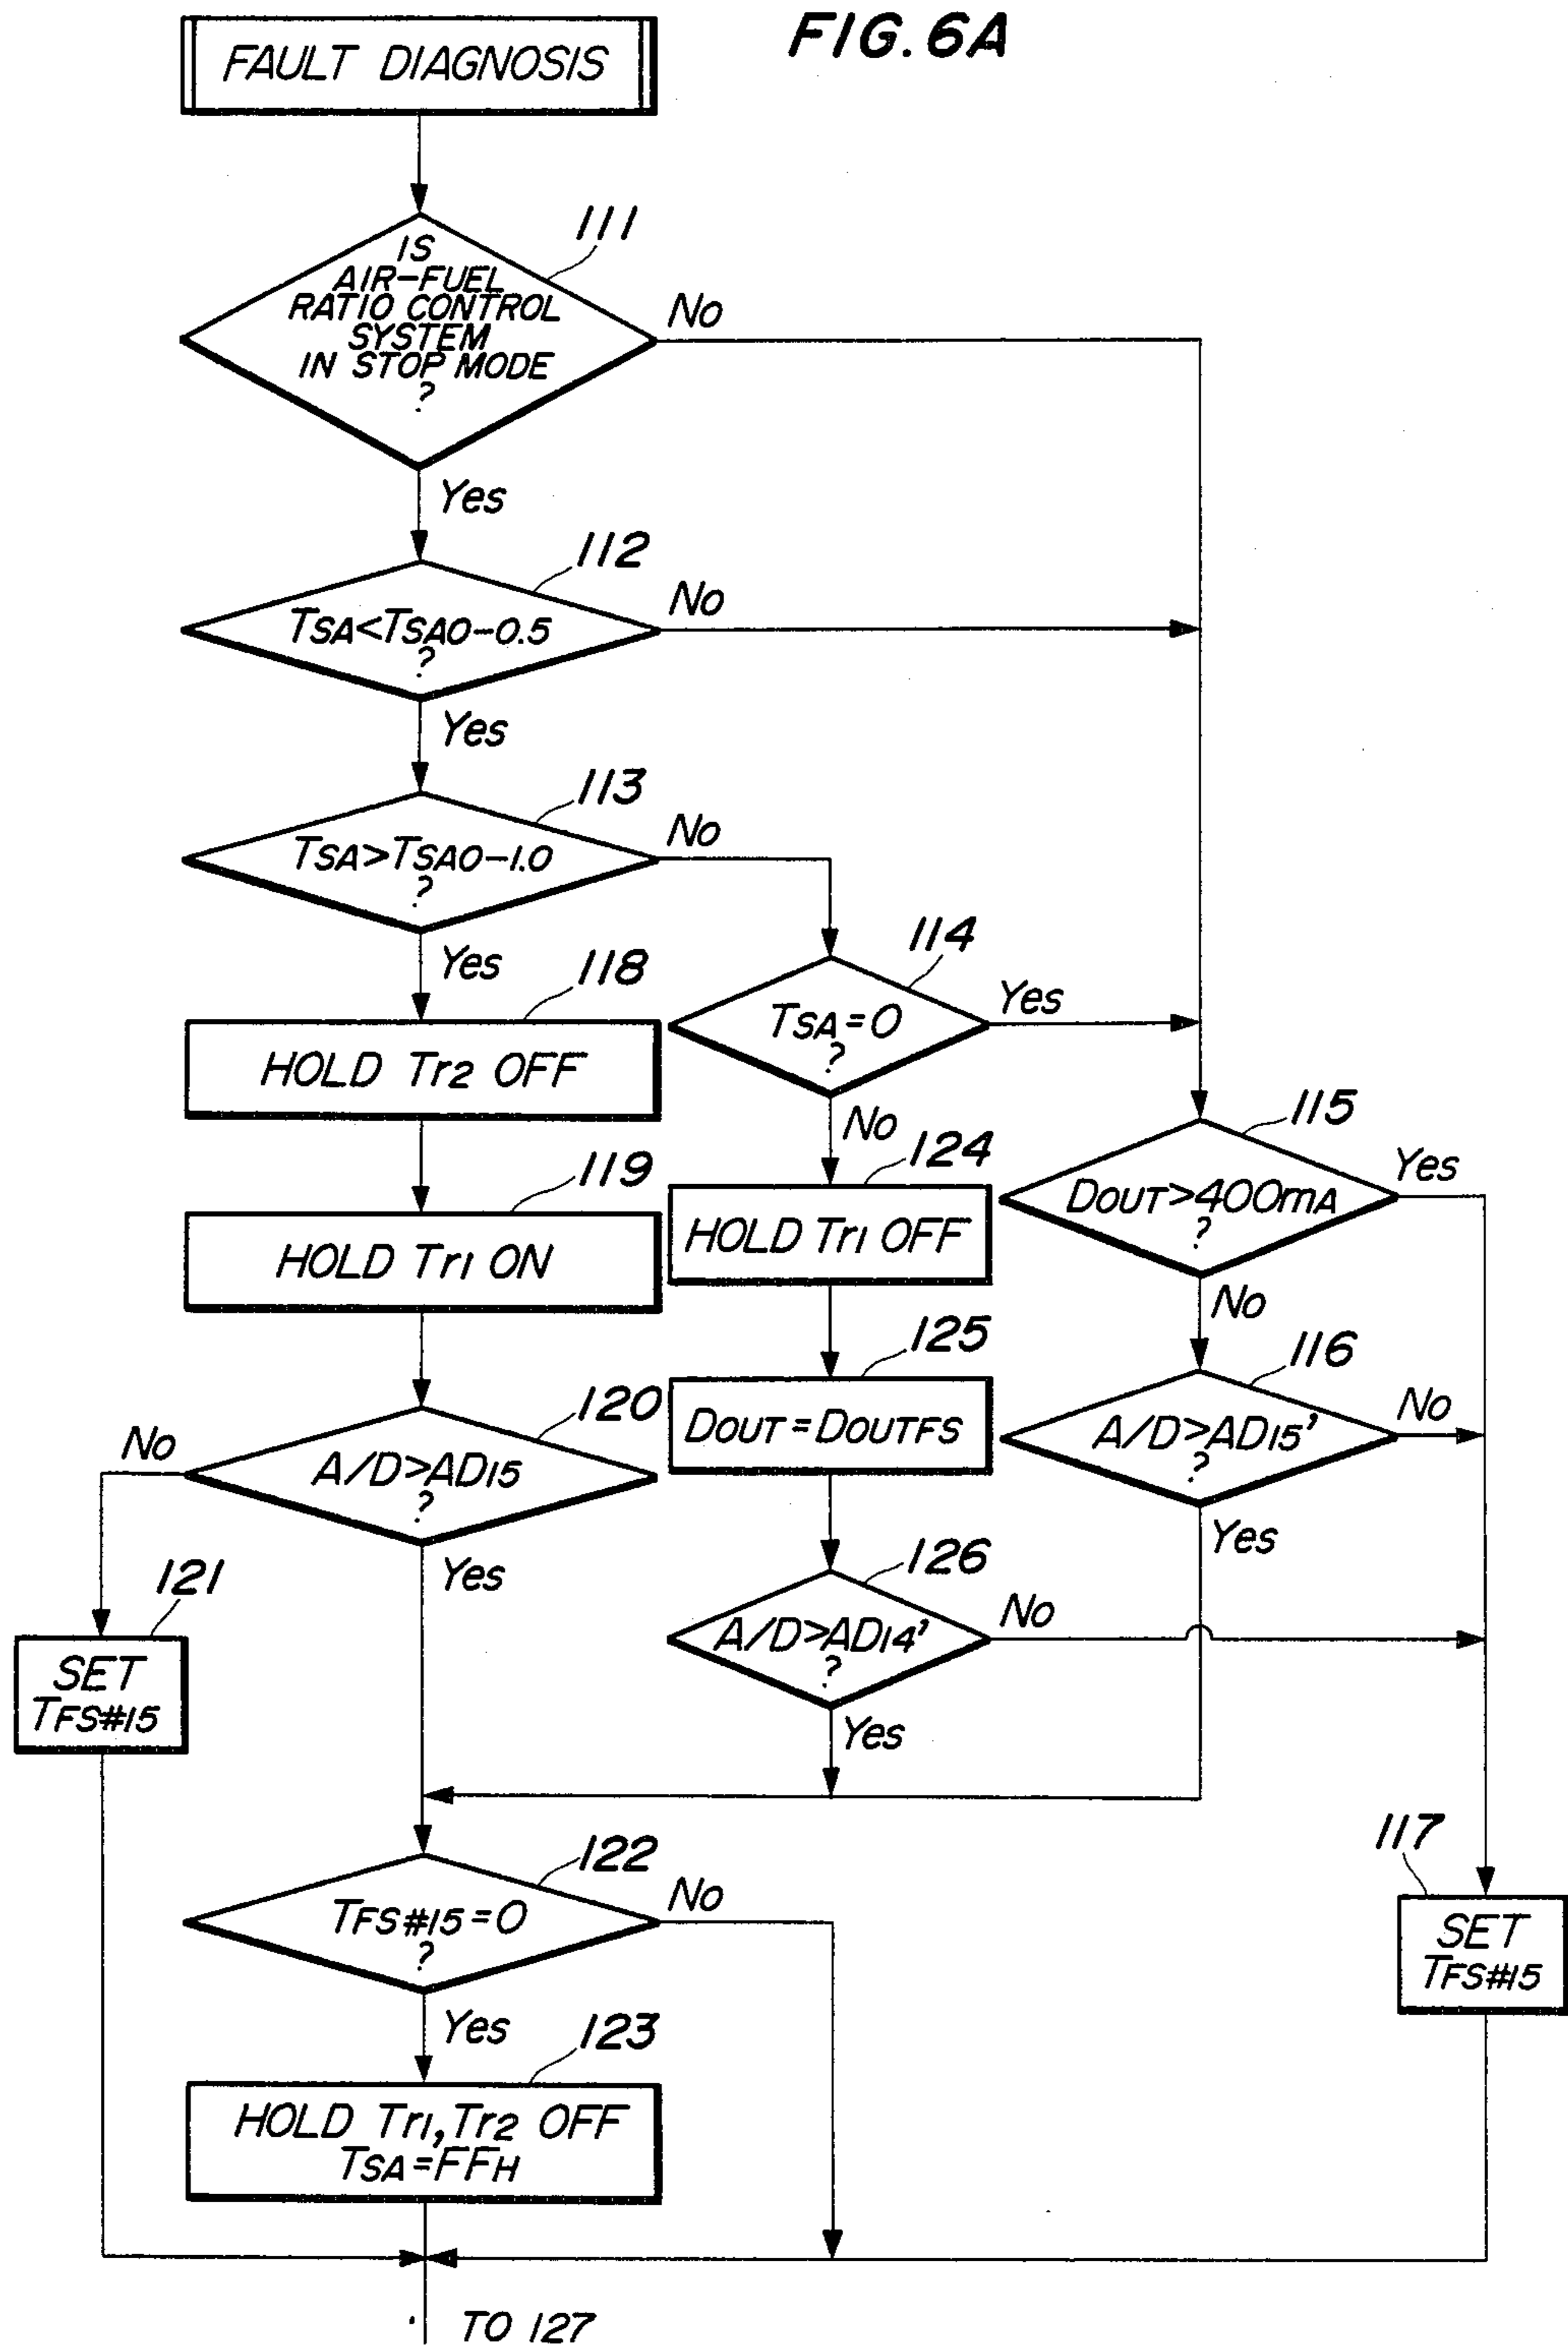 FIG. 6A
FAULT DIAGNOSIS
111
IS
AIR-FUEL
RATIO CONTROL
SYSTEM
IN STOP MODE
?
No
Yes
112
TSA<TSAO-0.5
?
No
Yes
113
TSA>TSAO-1.0
?
No
Yes
114
TSA=0
?
Yes
No
118
HOLD Tr2 OFF
115
DOUT>400mA
?
Yes
No
119
HOLD Tr1 ON
124
HOLD Tr1 OFF
125
DOUT=DOUTFS
116
A/D>AD15'
?
No
Yes
120
A/D>AD15
?
No
Yes
126
A/D>AD14'
?
No
Yes
121
SET
TFS#15
122
TFS#15=0
?
No
Yes
117
SET
TFS#15
123
HOLD Tr1,Tr2 OFF
TSA=FFH
TO 127